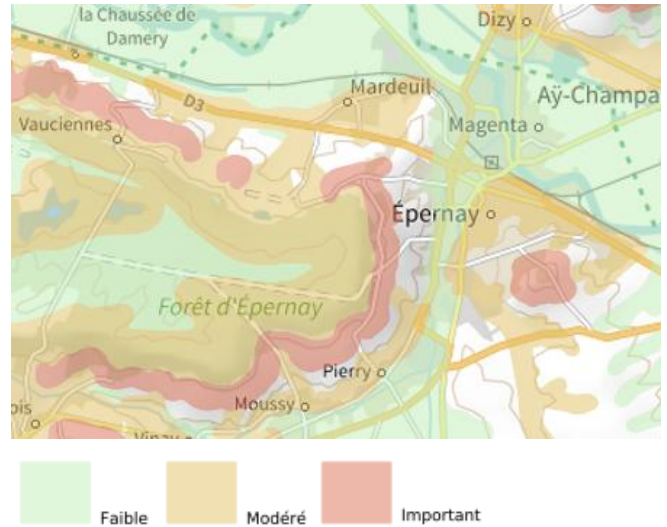 la Chaussée de
Damery
Dizy
Mardeuil
D3
Aÿ-Champa
Vauciennes
Magenta
Épernay
Forêt d'Épernay
Pierry
Moussy
ois
Vinay
Faible
Modéré
Important